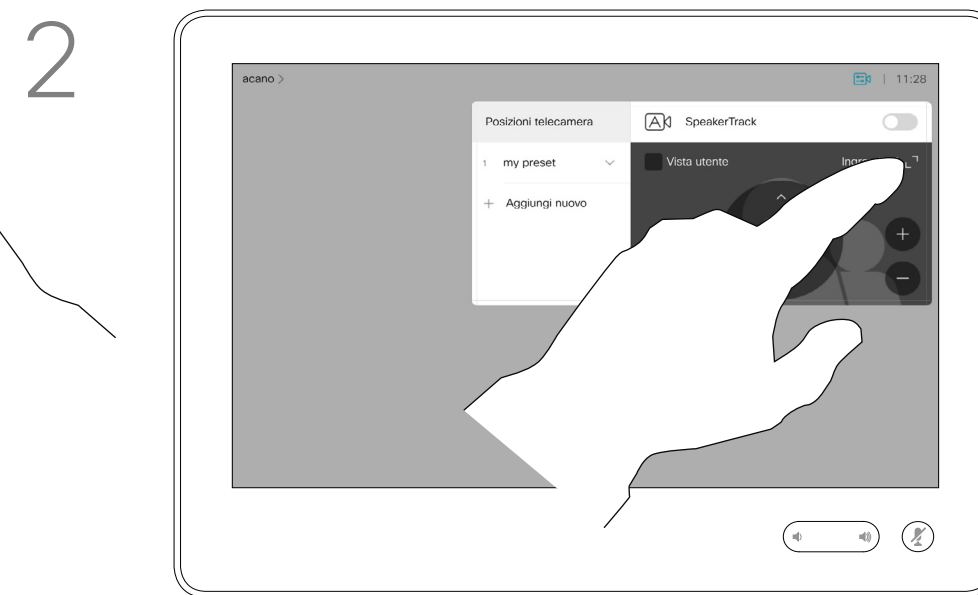 2
acano >
11:28
Posizioni telecamera
SpeakerTrack
1 my preset
Vista utente
+ Aggiungi nuovo